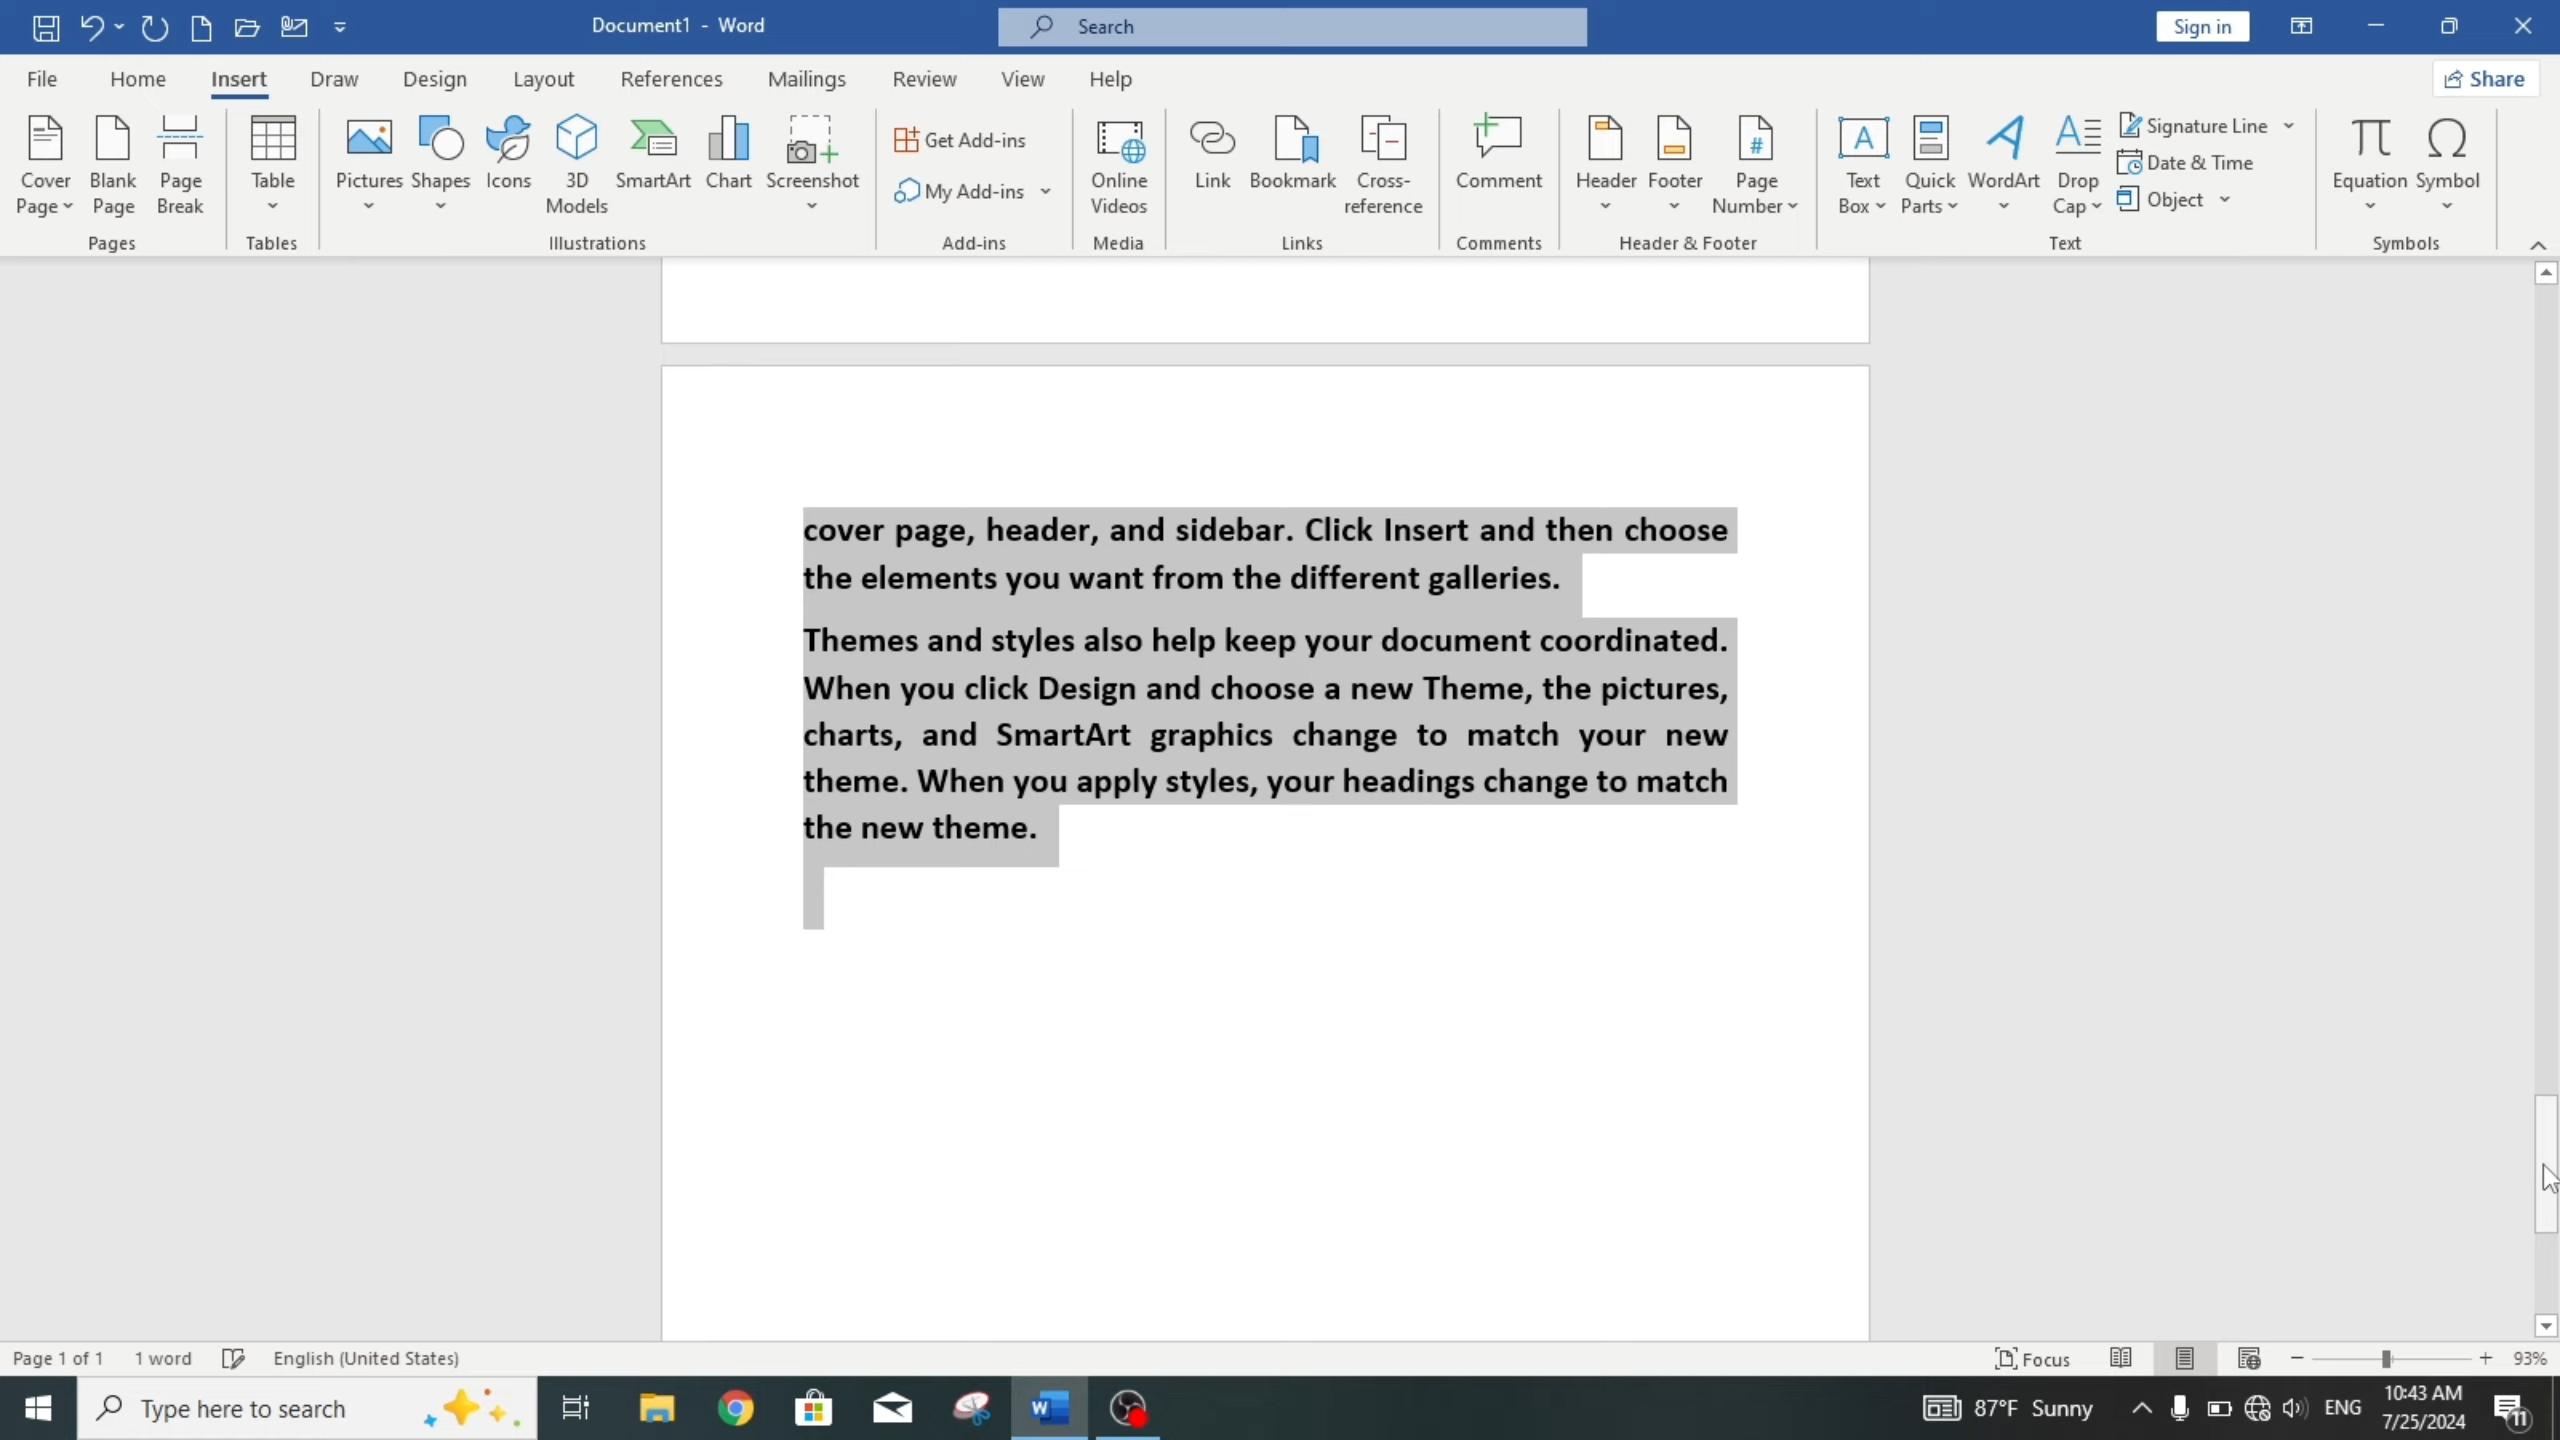 Document1 - Word
Search
Sign in
File Home Insert Draw Design Layout References Mailings Review View Help
Share
Cover Page
Blank Page
Page Break
Pages
Table
Tables
Pictures
Shapes
Icons
3D Models
SmartArt
Chart
Screenshot
Illustrations
Get Add-ins
My Add-ins
Add-ins
Online Videos
Media
Link
Bookmark
Cross-reference
Links
Comment
Comments
Header
Footer
Page Number
Header & Footer
Text Box
Quick Parts
WordArt
Drop Cap
Signature Line
Date & Time
Object
Text
Equation
Symbol
Symbols
cover page, header, and sidebar. Click Insert and then choose
the elements you want from the different galleries.
Themes and styles also help keep your document coordinated.
When you click Design and choose a new Theme, the pictures,
charts, and SmartArt graphics change to match your new
theme. When you apply styles, your headings change to match
the new theme.
Page 1 of 1 1 word English (United States)
Focus
93%
Type here to search
87°F Sunny
ENG
10:43 AM
7/25/2024
11